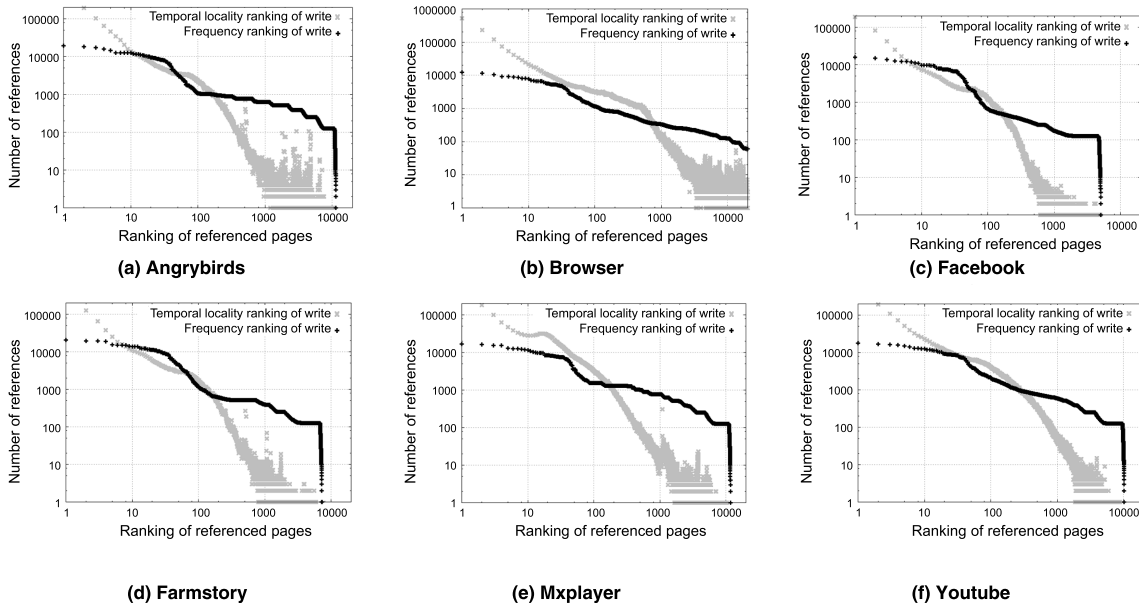 Temporal locality ranking of write
Frequency ranking of write
Number of references
100000
10000
1000
100
10
1
1 10 100 1000 10000
Ranking of referenced pages
(a) Angrybirds
Temporal locality ranking of write
Frequency ranking of write
Number of references
1000000
100000
10000
1000
100
10
1
1 10 100 1000 10000
Ranking of referenced pages
(b) Browser
Temporal locality ranking of write
Frequency ranking of write
Number of references
100000
10000
1000
100
10
1
1 10 100 1000 10000
Ranking of referenced pages
(c) Facebook
Temporal locality ranking of write
Frequency ranking of write
Number of references
100000
10000
1000
100
10
1
1 10 100 1000 10000
Ranking of referenced pages
(d) Farmstory
Temporal locality ranking of write
Frequency ranking of write
Number of references
100000
10000
1000
100
10
1
1 10 100 1000 10000
Ranking of referenced pages
(e) Mxplayer
Temporal locality ranking of write
Frequency ranking of write
Number of references
100000
10000
1000
100
10
1
1 10 100 1000 10000
Ranking of referenced pages
(f) Youtube